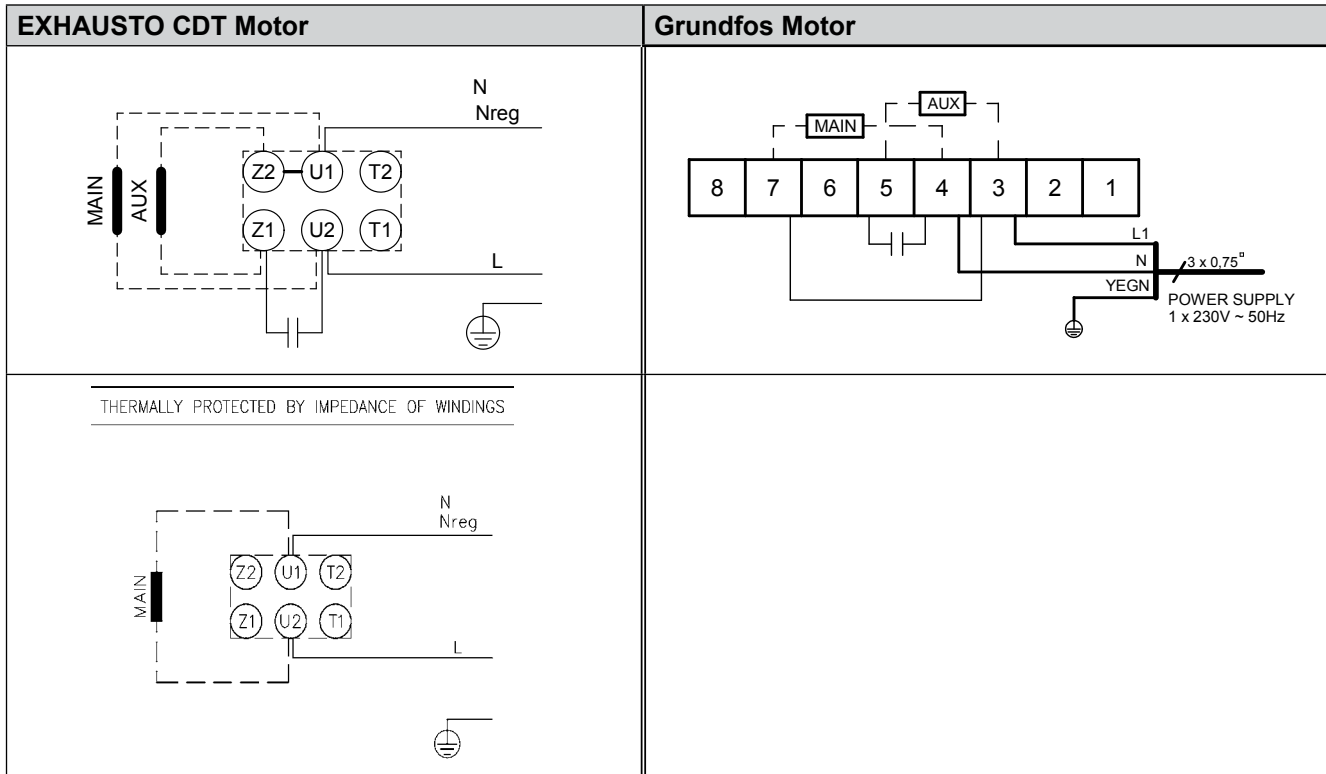 EXHAUSTO CDT Motor
Grundfos Motor
N
Nreg
MAIN
AUX
Z2
U1
T2
Z1
U2
T1
L
AUX
MAIN
8 7 6 5 4 3 2 1
L1
N
3 x 0,75¤
YEGN
POWER SUPPLY
1 x 230V ~ 50Hz
THERMALLY PROTECTED BY IMPEDANCE OF WINDINGS
N
Nreg
MAIN
Z2
U1
T2
Z1
U2
T1
L